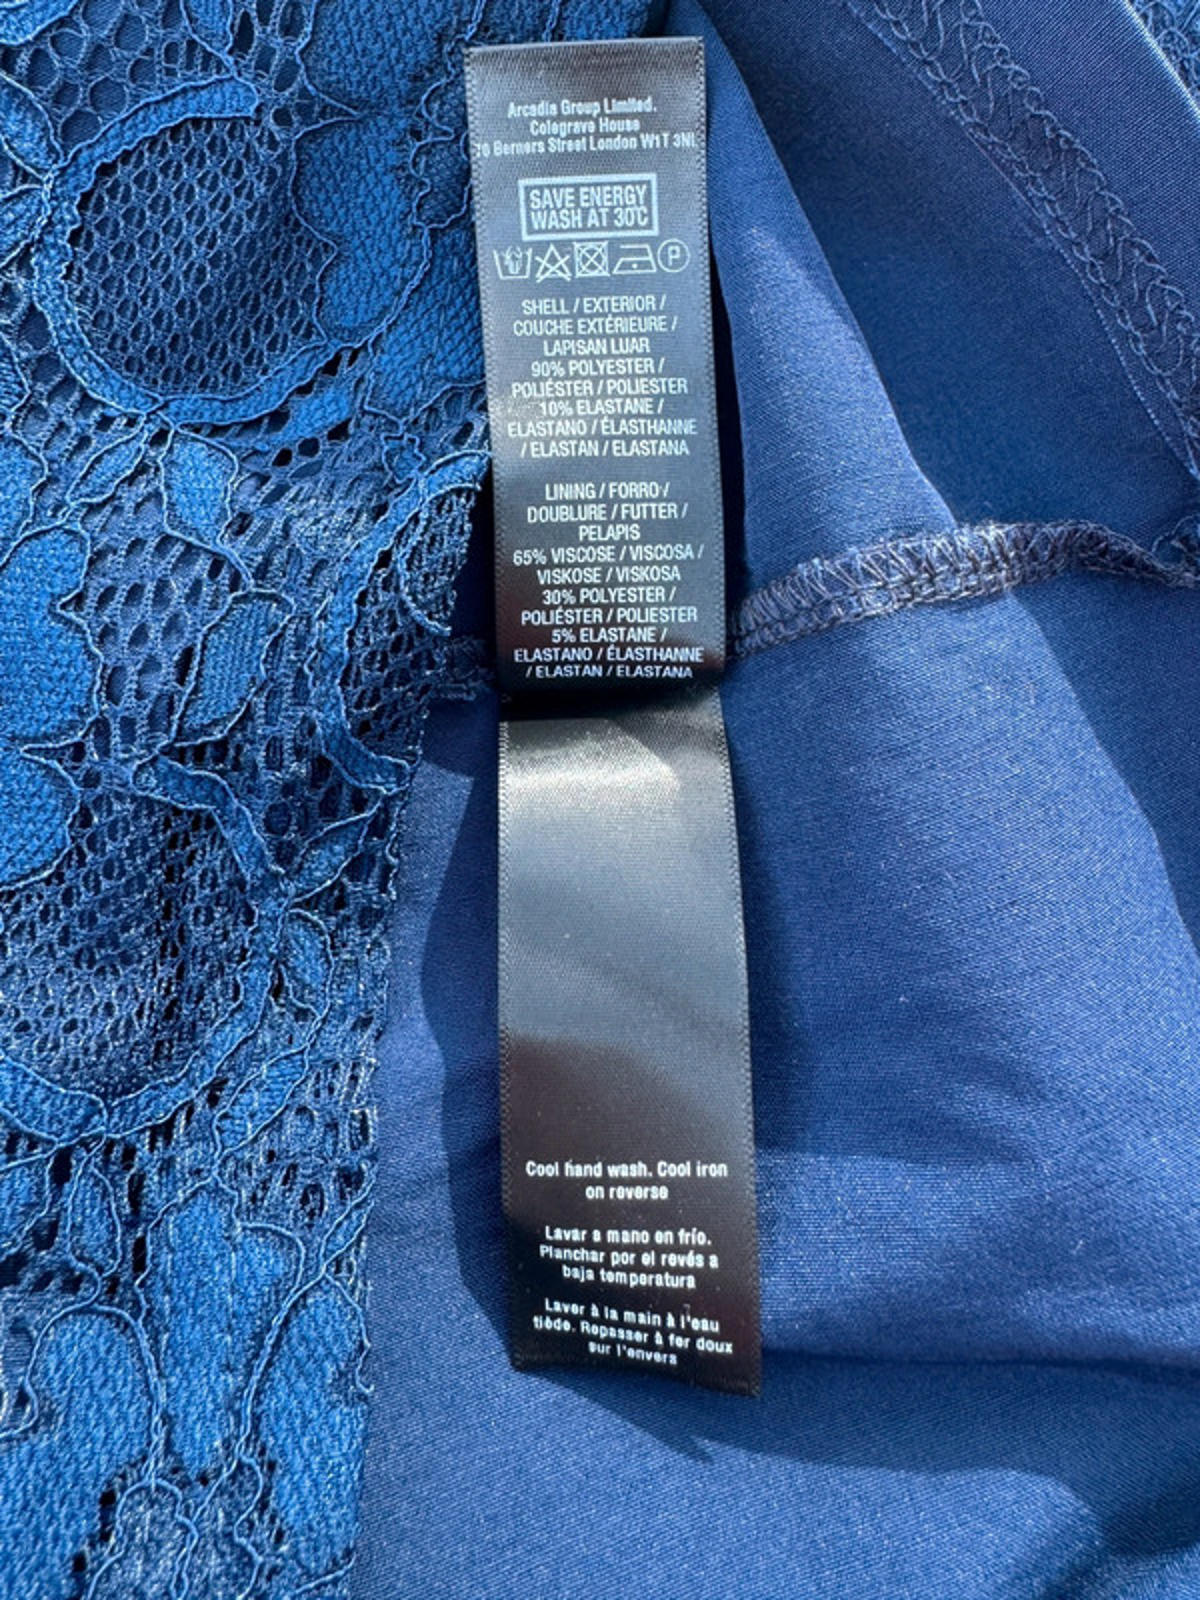 Arcadia Group Limited.
Colegrave House
70 Berners Street London W1T 3NL
SAVE ENERGY
WASH AT 30°C
P
SHELL / EXTERIOR /
COUCHE EXTÉRIEURE /
LAPISAN LUAR
90% POLYESTER /
POLIÉSTER / POLIESTER
10% ELASTANE /
ELASTANO / ÉLASTHANNE
/ ELASTAN / ELASTANA
LINING / FORRO /
DOUBLURE / FUTTER /
PELAPIS
65% VISCOSE / VISCOSA /
VISKOSE / VISKOSA
30% POLYESTER /
POLIÉSTER / POLIESTER
5% ELASTANE /
ELASTANO / ÉLASTHANNE
/ ELASTAN / ELASTANA
Cool hand wash. Cool iron
on reverse
Lavar a mano en frío.
Planchar por el revés a
baja temperatura
Laver à la main à l'eau
tiède. Repasser à fer doux
sur l'envers